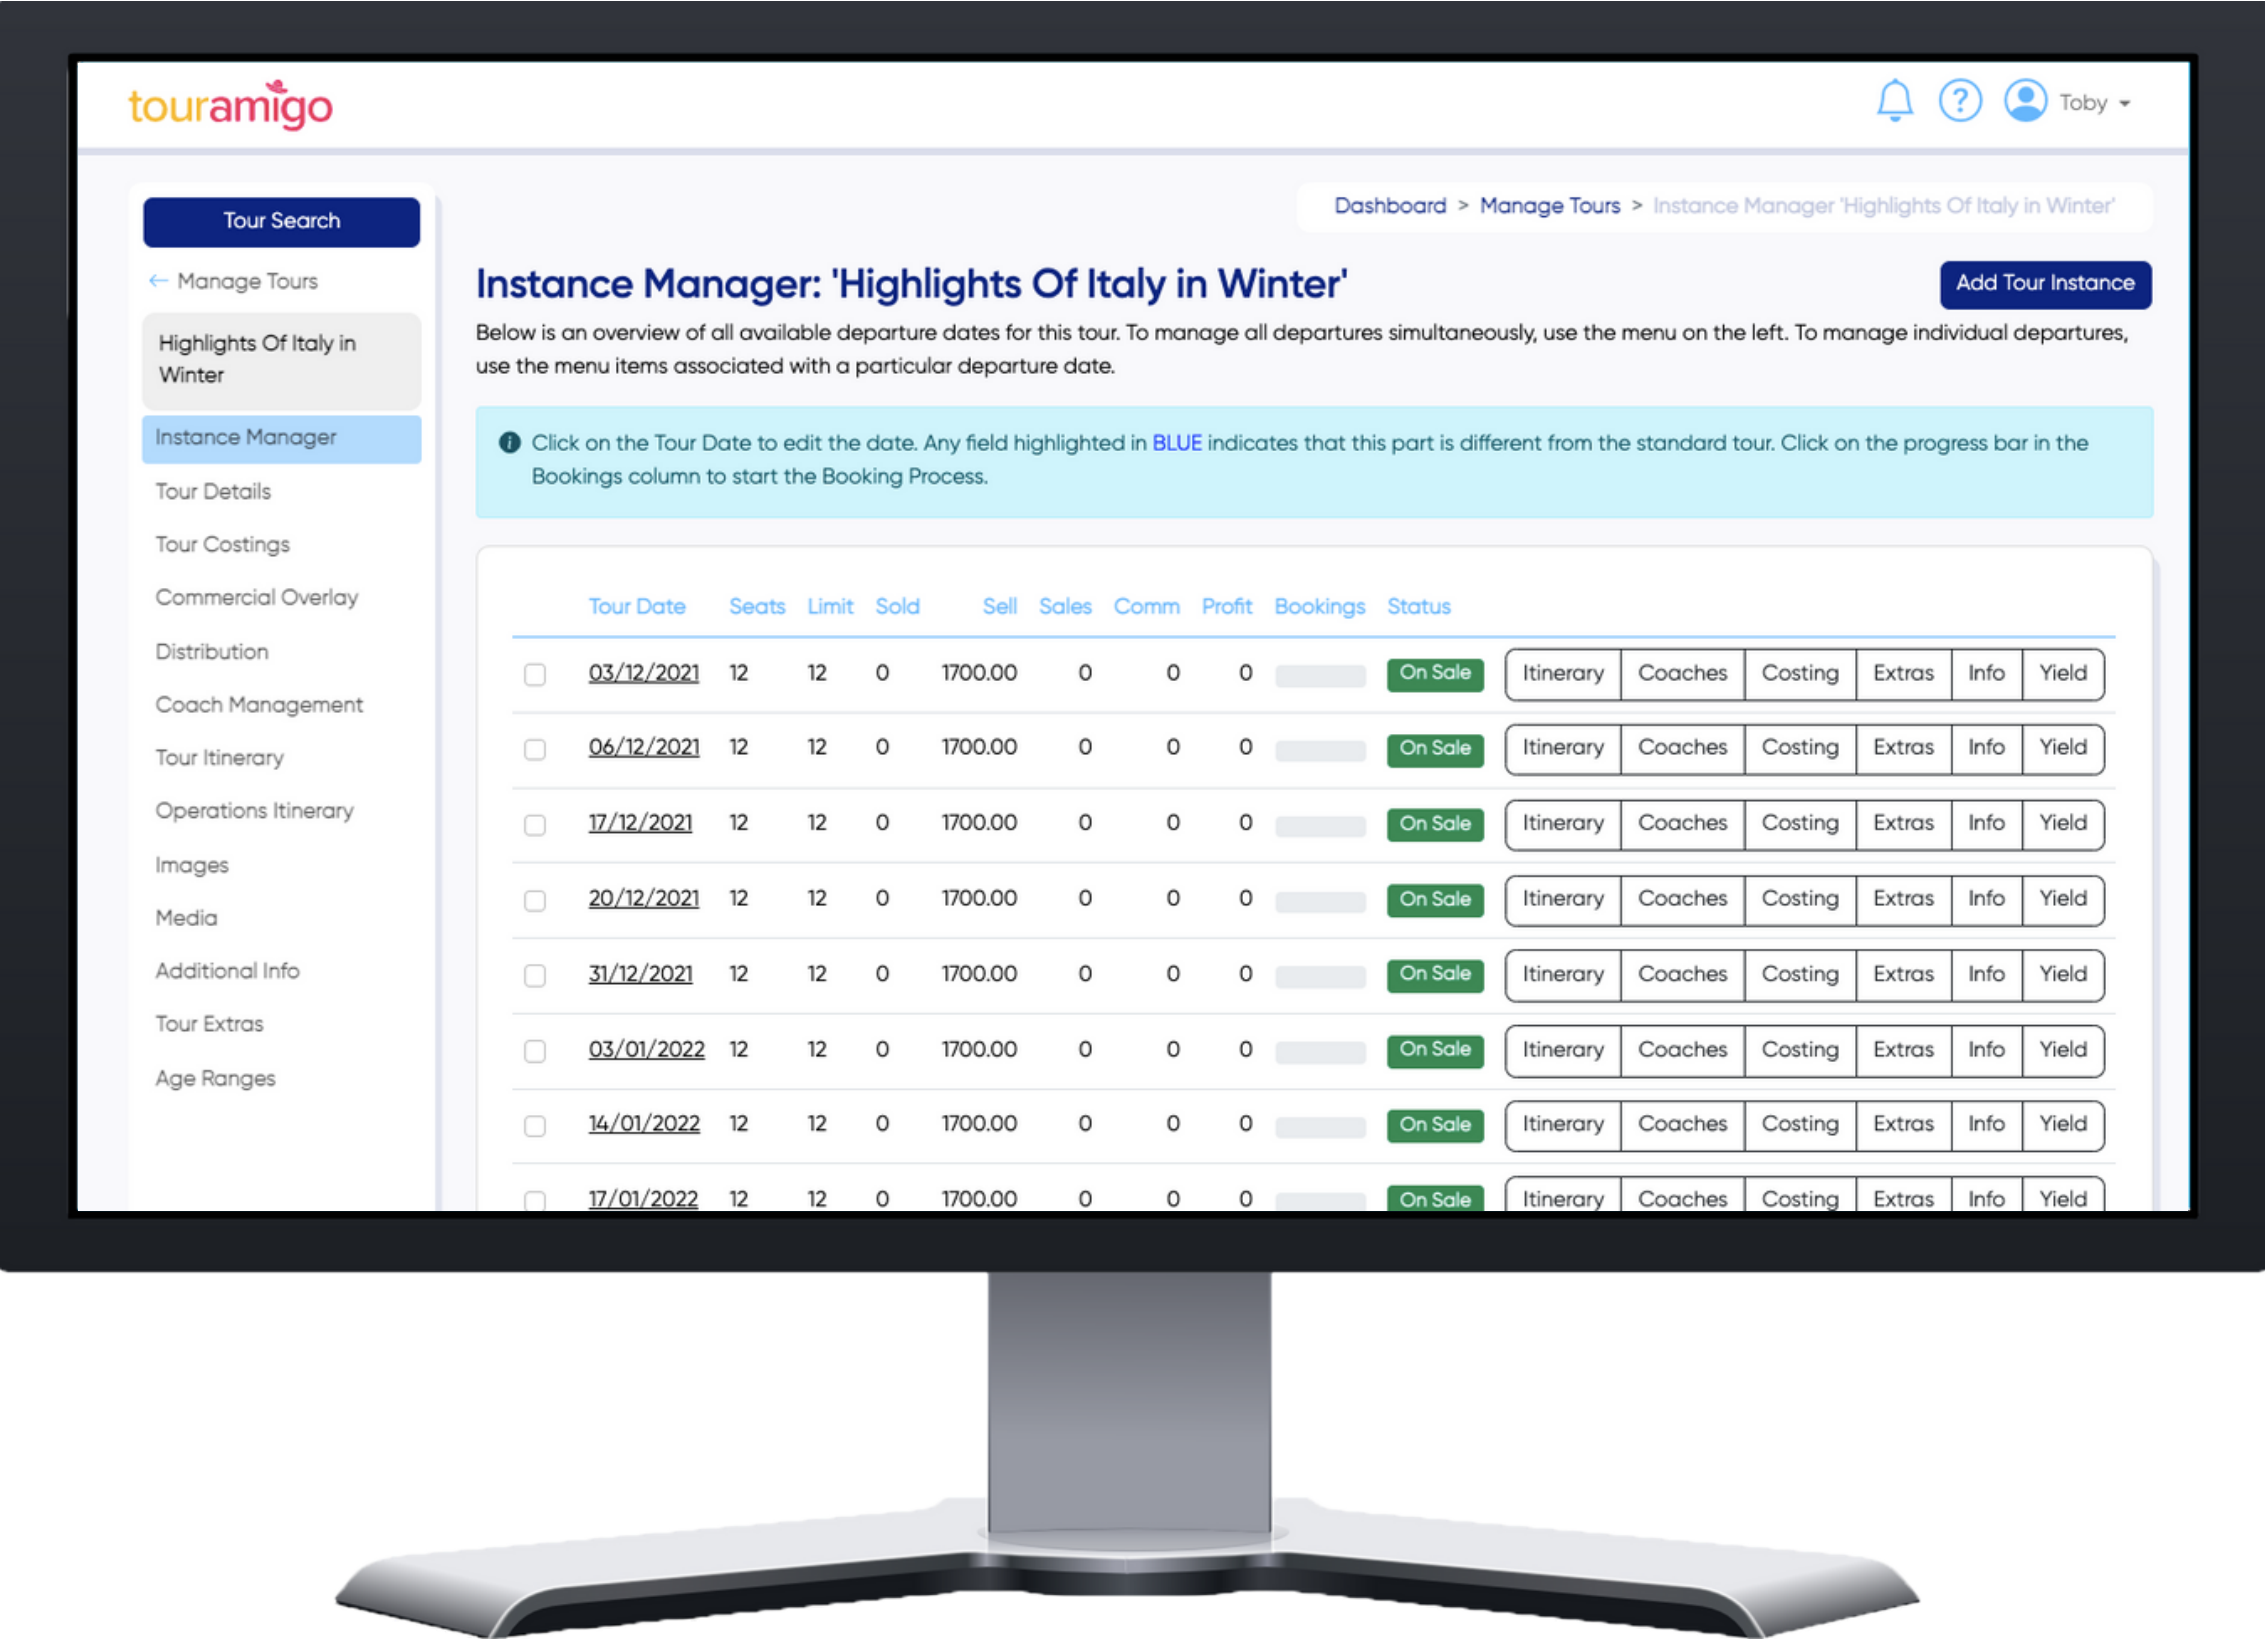 touramigo
? Toby
Dashboard > Manage Tours > Instance Manager 'Highlights Of Italy in Winter'
Tour Search
← Manage Tours
Highlights Of Italy in
Winter
Instance Manager
Tour Details
Tour Costings
Commercial Overlay
Distribution
Coach Management
Tour Itinerary
Operations Itinerary
Images
Media
Additional Info
Tour Extras
Age Ranges
Instance Manager: 'Highlights Of Italy in Winter'
Add Tour Instance
Below is an overview of all available departure dates for this tour. To manage all departures simultaneously, use the menu on the left. To manage individual departures,
use the menu items associated with a particular departure date.
Click on the Tour Date to edit the date. Any field highlighted in BLUE indicates that this part is different from the standard tour. Click on the progress bar in the
Bookings column to start the Booking Process.
Tour Date Seats Limit Sold Sell Sales Comm Profit Bookings Status
03/12/2021 12 12 0 1700.00 0 0 0 On Sale Itinerary Coaches Costing Extras Info Yield
06/12/2021 12 12 0 1700.00 0 0 0 On Sale Itinerary Coaches Costing Extras Info Yield
17/12/2021 12 12 0 1700.00 0 0 0 On Sale Itinerary Coaches Costing Extras Info Yield
20/12/2021 12 12 0 1700.00 0 0 0 On Sale Itinerary Coaches Costing Extras Info Yield
31/12/2021 12 12 0 1700.00 0 0 0 On Sale Itinerary Coaches Costing Extras Info Yield
03/01/2022 12 12 0 1700.00 0 0 0 On Sale Itinerary Coaches Costing Extras Info Yield
14/01/2022 12 12 0 1700.00 0 0 0 On Sale Itinerary Coaches Costing Extras Info Yield
17/01/2022 12 12 0 1700.00 0 0 0 On Sale Itinerary Coaches Costing Extras Info Yield